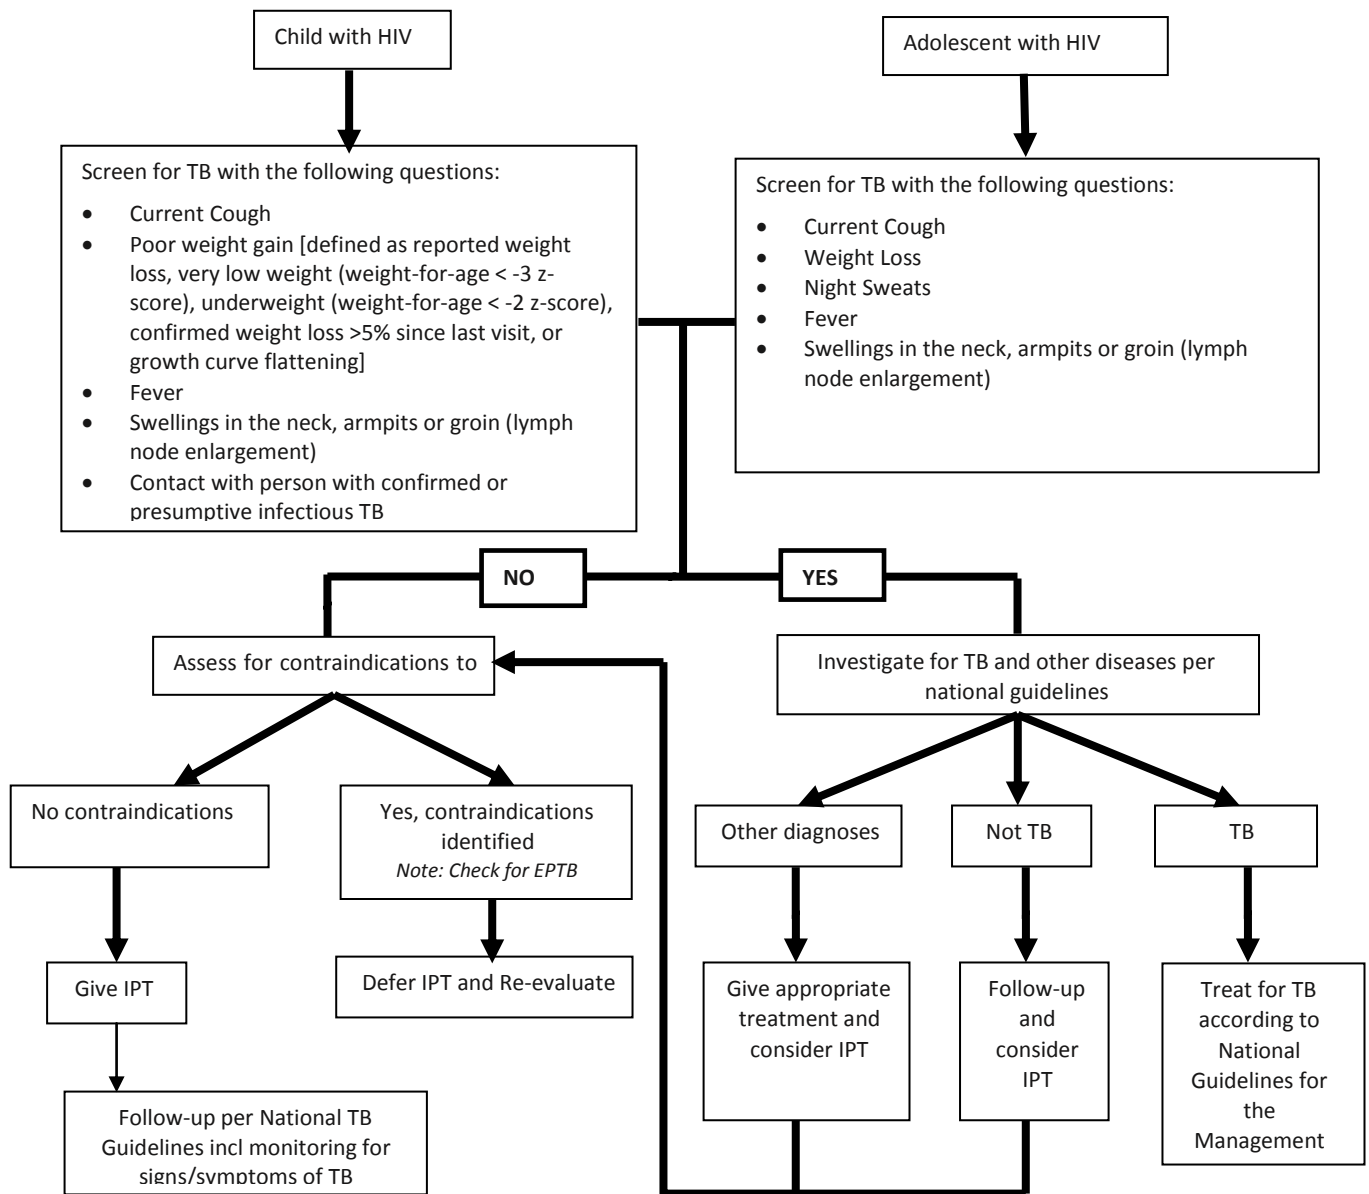 Child with HIV
Adolescent with HIV
Screen for TB with the following questions:
• Current Cough
• Poor weight gain [defined as reported weight
loss, very low weight (weight-for-age < -3 z-
score), underweight (weight-for-age < -2 z-score),
confirmed weight loss >5% since last visit, or
growth curve flattening]
• Fever
• Swellings in the neck, armpits or groin (lymph
node enlargement)
• Contact with person with confirmed or
presumptive infectious TB
Screen for TB with the following questions:
• Current Cough
• Weight Loss
• Night Sweats
• Fever
• Swellings in the neck, armpits or groin (lymph
node enlargement)
NO
YES
Assess for contraindications to
Investigate for TB and other diseases per
national guidelines
No contraindications
Yes, contraindications
identified
Note: Check for EPTB
Other diagnoses
Not TB
TB
Give IPT
Defer IPT and Re-evaluate
Give appropriate
treatment and
consider IPT
Follow-up
and
consider
IPT
Treat for TB
according to
National
Guidelines for
the
Management
Follow-up per National TB
Guidelines incl monitoring for
signs/symptoms of TB